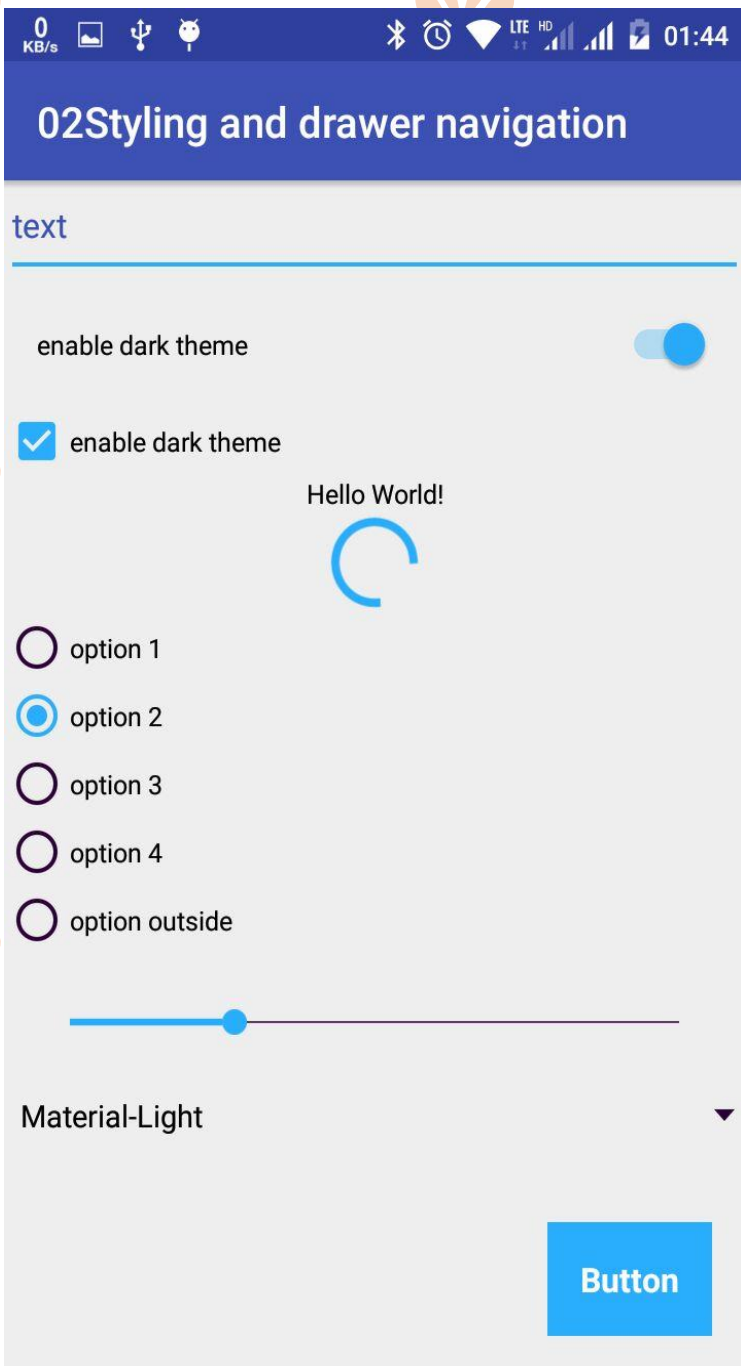 0
KB/s
LTE HD 01:44
02Styling and drawer navigation
text
enable dark theme
enable dark theme
Hello World!
option 1
option 2
option 3
option 4
option outside
Material-Light
Button